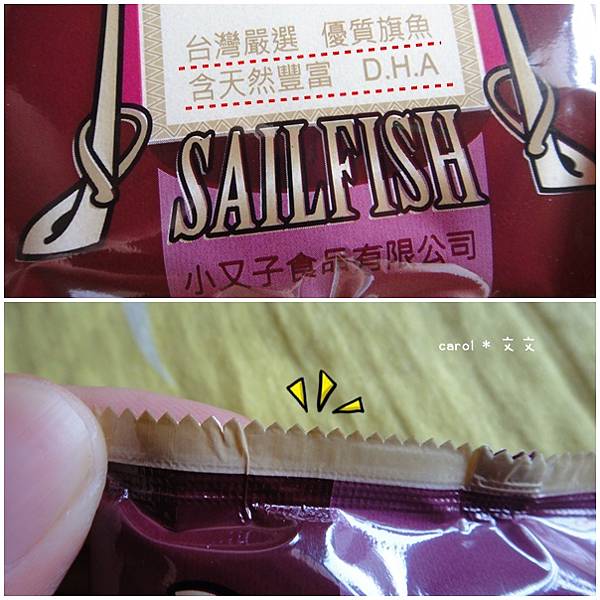 台灣嚴選 優質旗魚
含天然豐富 D.H.A
SAILFISH
小又子食品有限公司
carol * 文文